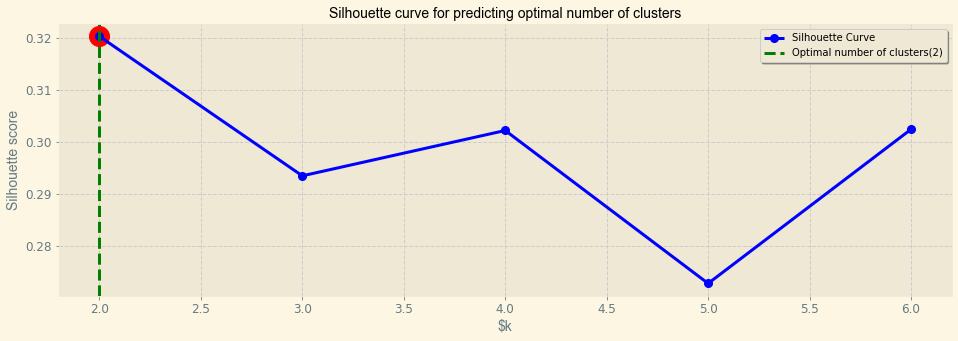 Silhouette curve for predicting optimal number of clusters
Silhouette Curve
Optimal number of clusters(2)
Silhouette score
0.32
0.31
0.30
0.29
0.28
2.0 2.5 3.0 3.5 4.0 4.5 5.0 5.5 6.0
$k